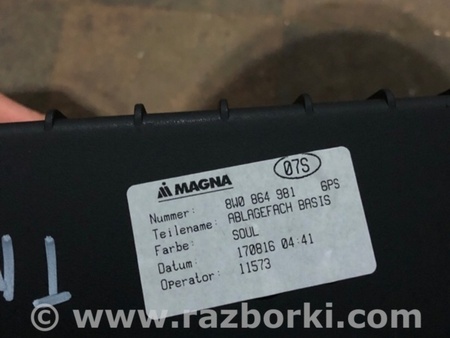 MAGNA
07S
Nummer: 8W0 864 981 6PS
Teilename: ABLAGEFACH BASIS
Farbe: SOUL
Datum: 170816 04:41
Operator: 11573
www.razborki.com